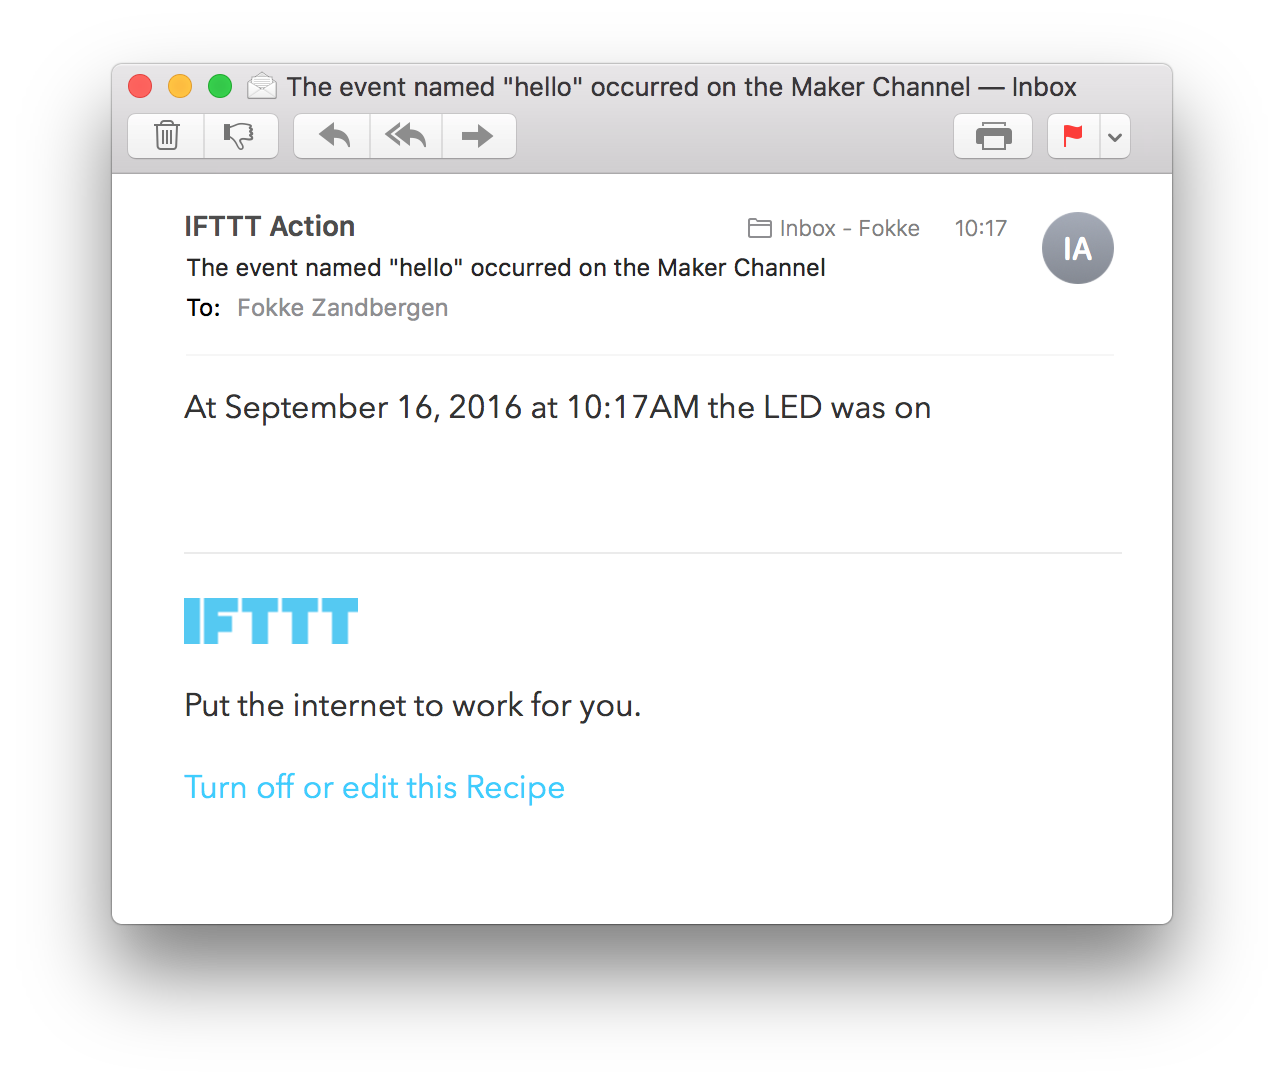 The event named "hello" occurred on the Maker Channel — Inbox
IFTTT Action
Inbox - Fokke
10:17
IA
The event named "hello" occurred on the Maker Channel
To: Fokke Zandbergen
At September 16, 2016 at 10:17AM the LED was on
IFTTT
Put the internet to work for you.
Turn off or edit this Recipe